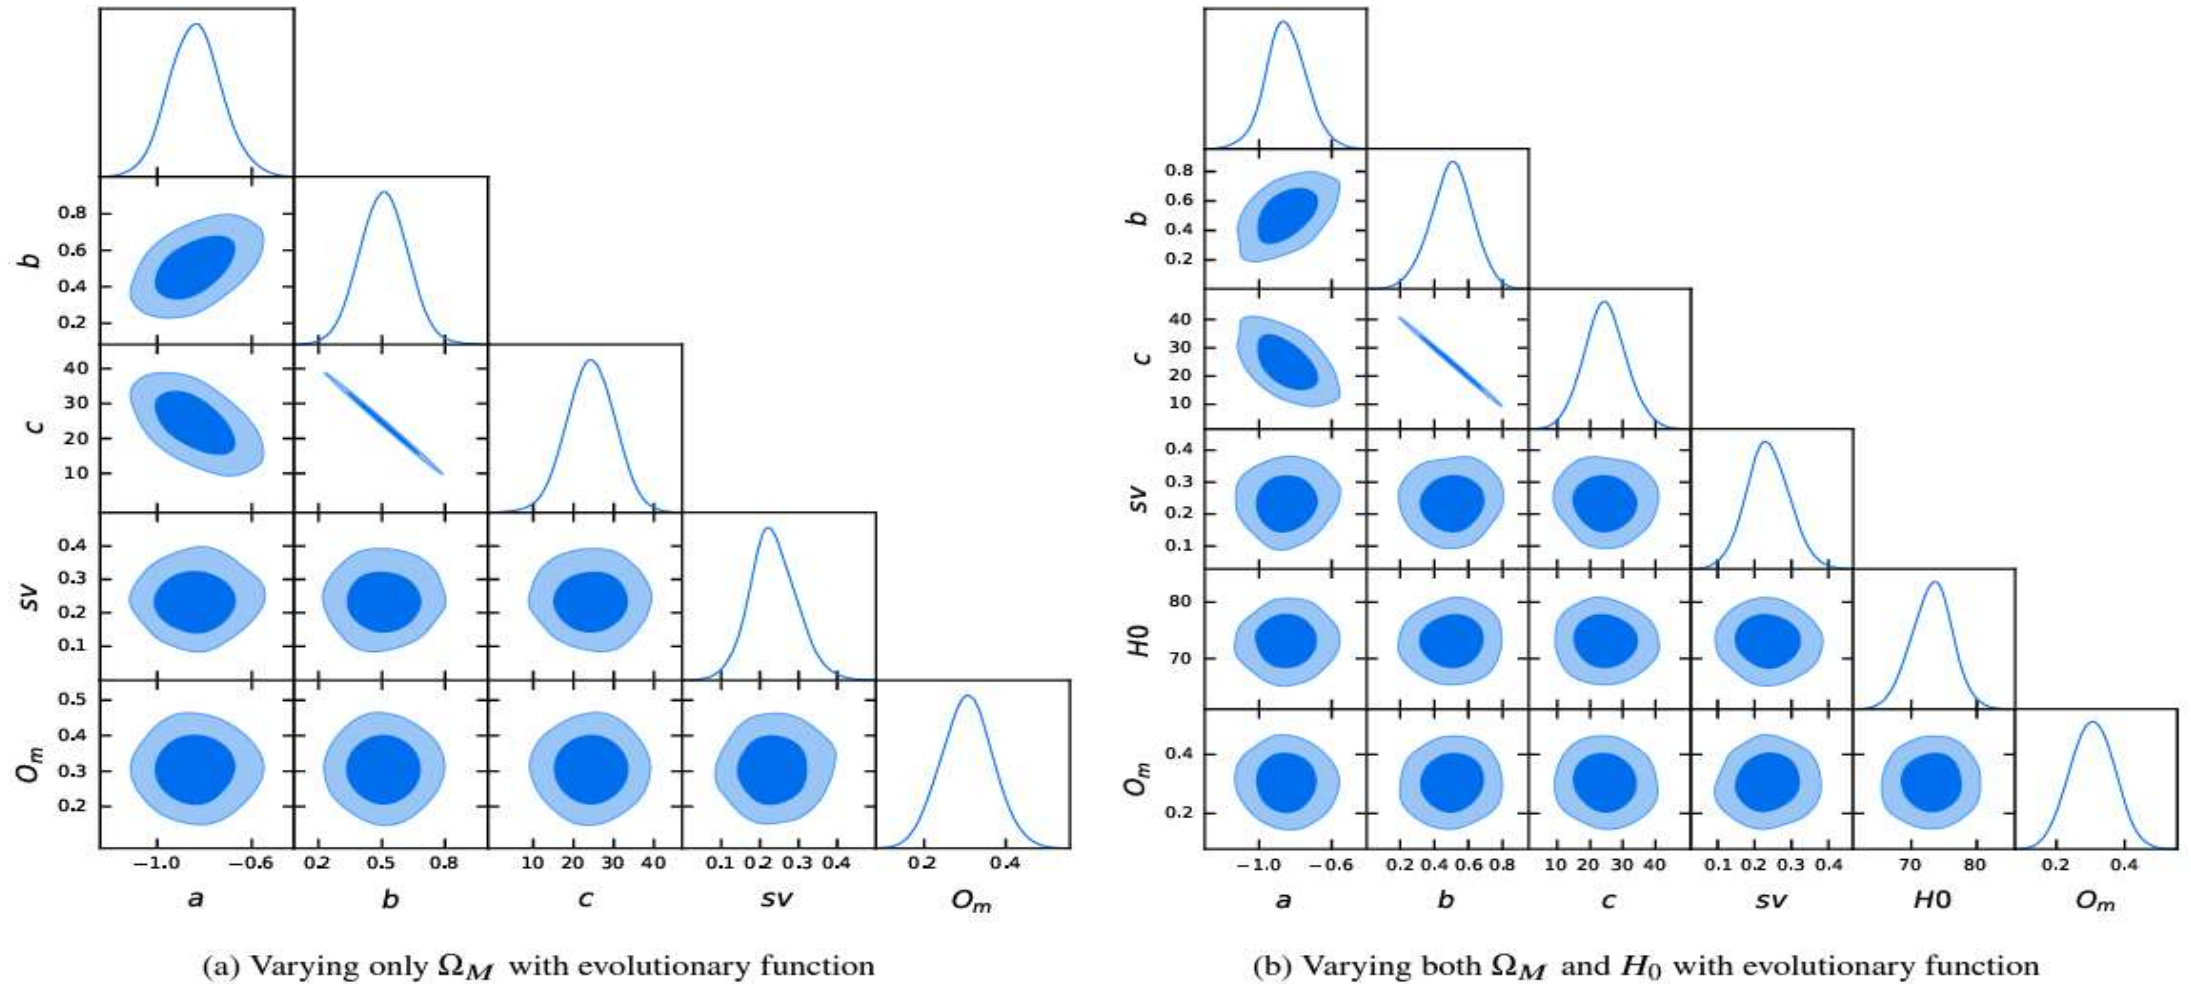 b
0.8
0.6
0.4
0.2
c
40
30
20
10
sv
0.4
0.3
0.2
0.1
O_m
0.5
0.4
0.3
0.2
−1.0 −0.6 0.2 0.5 0.8 10 20 30 40 0.1 0.2 0.3 0.4 0.2 0.4
a b c sv O_m
(a) Varying only Ω_M with evolutionary function
b
0.8
0.6
0.4
0.2
c
40
30
20
10
sv
0.4
0.3
0.2
0.1
H0
80
70
O_m
0.4
0.2
−1.0 −0.6 0.2 0.4 0.6 0.8 10 20 30 40 0.1 0.2 0.3 0.4 70 80 0.2 0.4
a b c sv H0 O_m
(b) Varying both Ω_M and H_0 with evolutionary function